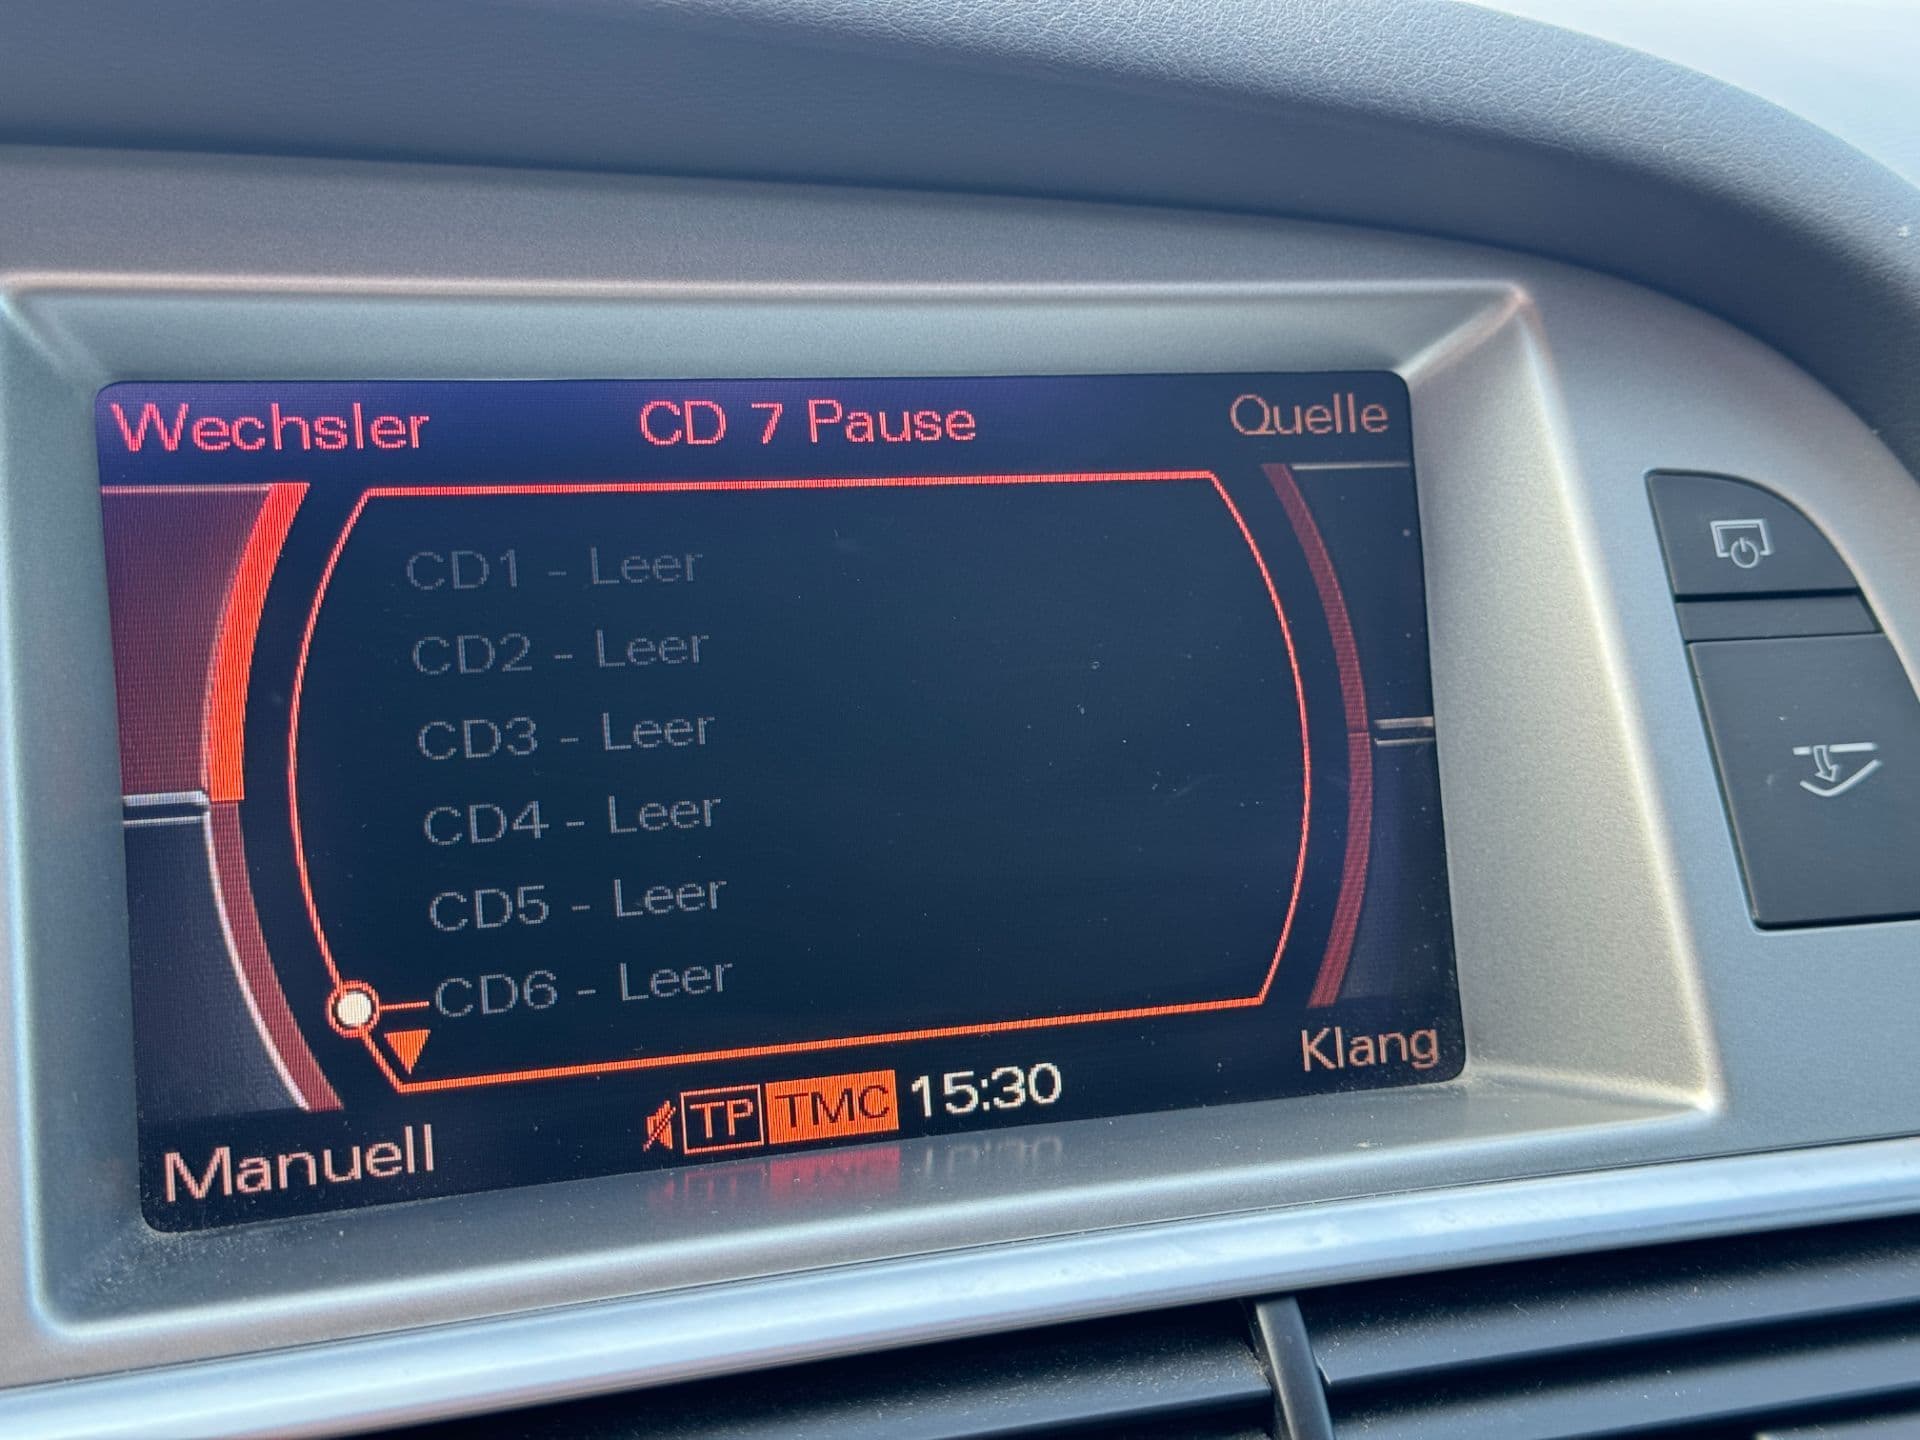 Wechsler CD 7 Pause Quelle
CD1 - Leer
CD2 - Leer
CD3 - Leer
CD4 - Leer
CD5 - Leer
CD6 - Leer
Manuell TP TMC 15:30 Klang